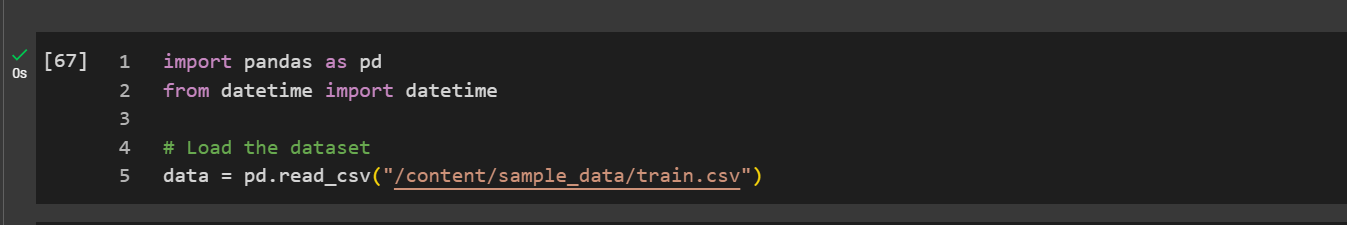 [67] 1 import pandas as pd
0s 2 from datetime import datetime
3
4 # Load the dataset
5 data = pd.read_csv("/content/sample_data/train.csv")